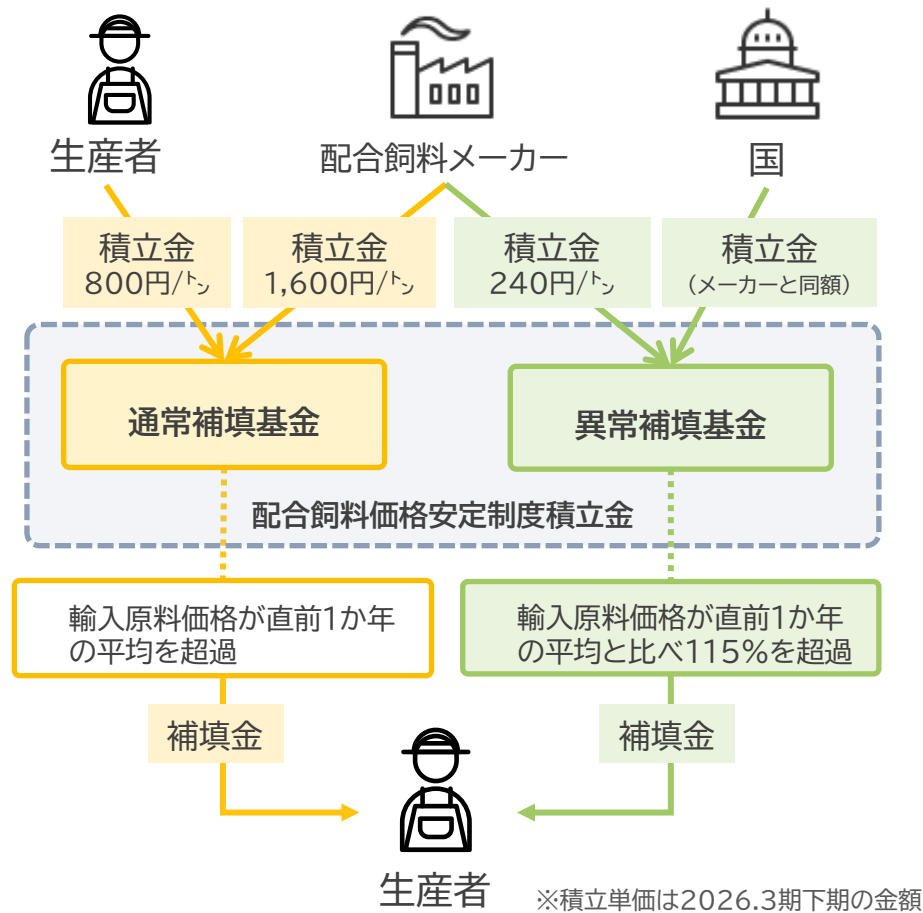 生産者
配合飼料メーカー
国
積立金
800円/㌧
積立金
1,600円/㌧
積立金
240円/㌧
積立金
(メーカーと同額)
通常補填基金
異常補填基金
配合飼料価格安定制度積立金
輸入原料価格が直前1か年
の平均を超過
輸入原料価格が直前1か年
の平均と比べ115%を超過
補填金
補填金
生産者
※積立単価は2026.3期下期の金額